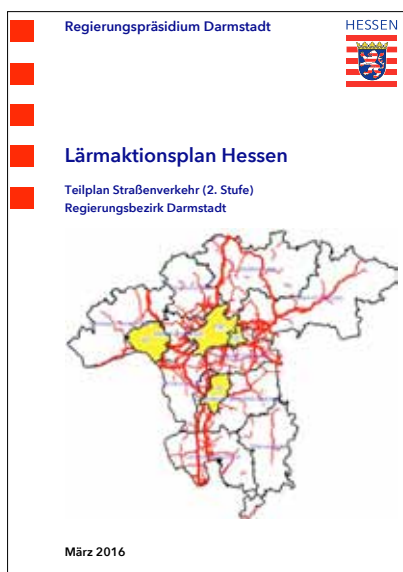 Regierungspräsidium Darmstadt
HESSEN
Lärmaktionsplan Hessen
Teilplan Straßenverkehr (2. Stufe)
Regierungsbezirk Darmstadt
März 2016